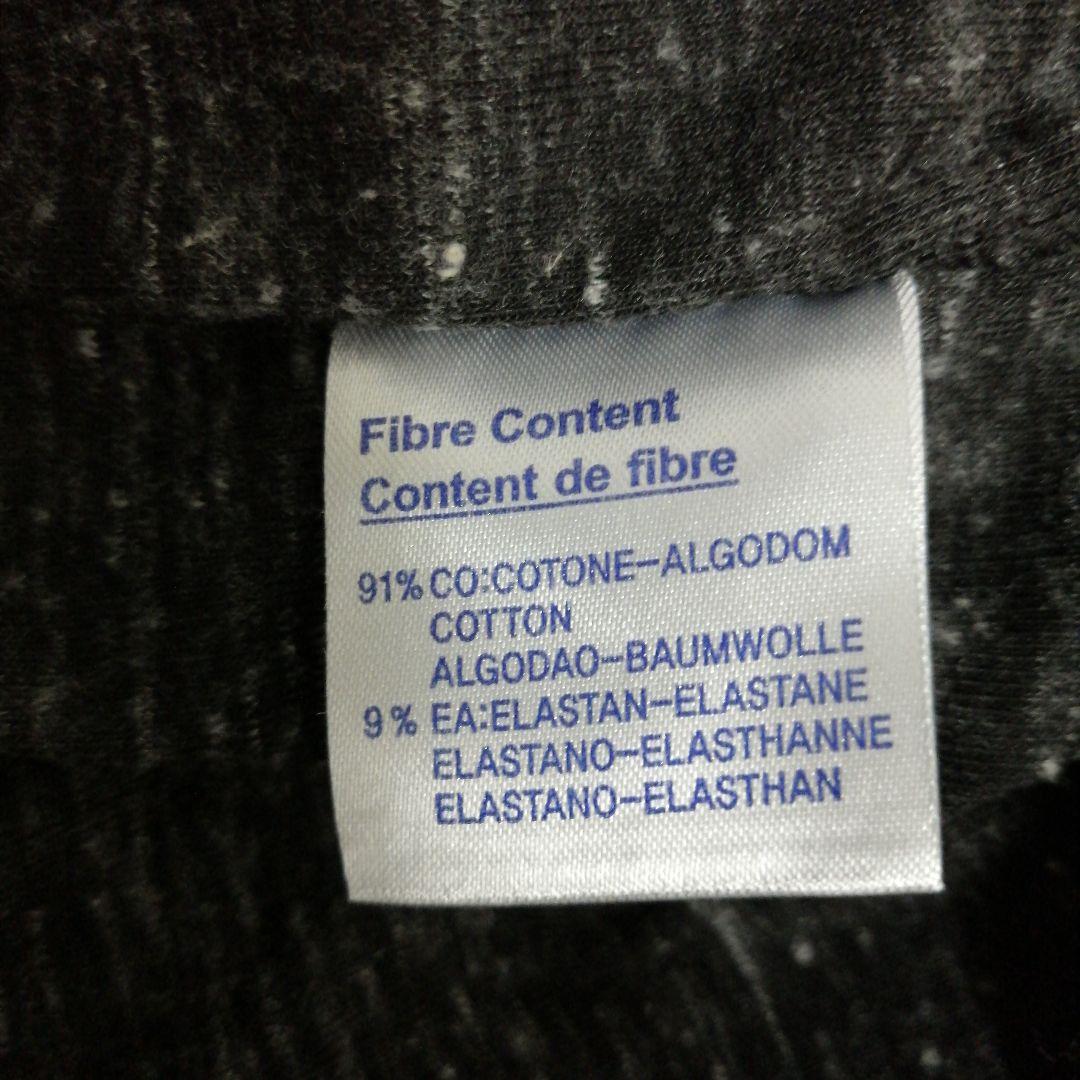 Fibre Content
Content de fibre
91% CO:COTONE-ALGODOM
COTTON
ALGODAO-BAUMWOLLE
9% EA:ELASTAN-ELASTANE
ELASTANO-ELASTHANNE
ELASTANO-ELASTHAN